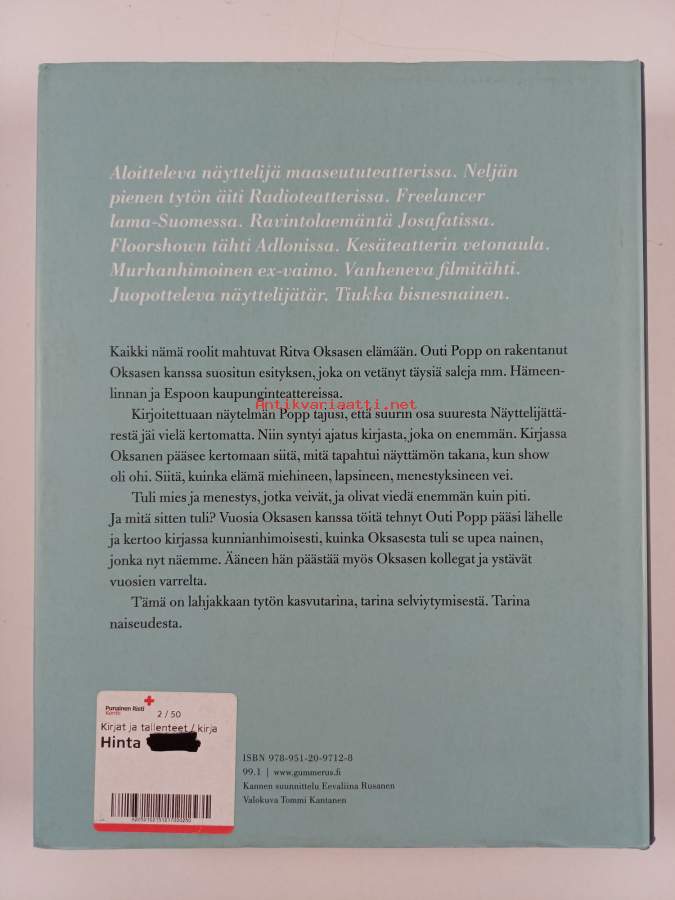 Aloitteleva näyttelijä maaseututeatterissa. Neljän
pienen tytön äiti Radioteatterissa. Freelancer
lama-Suomessa. Ravintolaemäntä Josafatissa.
Floorshown tähti Adlonissa. Kesäteatterin vetonaula.
Murhanhimoinen ex-vaimo. Vanheneva filmitähti.
Juopotteleva näyttelijätär. Tiukka bisnesnainen.
Kaikki nämä roolit mahtuvat Ritva Oksasen elämään. Outi Popp on rakentanut
Oksasen kanssa suositun esityksen, joka on vetänyt täysiä saleja mm. Hämeen-
linnan ja Espoon kaupunginteattereissa.
Antikvariaatti.net
Kirjoitettuaan näytelmän Popp tajusi, että suurin osa suuresta Näyttelijättä-
restä jäi vielä kertomatta. Niin syntyi ajatus kirjasta, joka on enemmän. Kirjassa
Oksanen pääsee kertomaan siitä, mitä tapahtui näyttämön takana, kun show
oli ohi. Siitä, kuinka elämä miehineen, lapsineen, menestyksineen vei.
Tuli mies ja menestys, jotka veivät, ja olivat viedä enemmän kuin piti.
Ja mitä sitten tuli? Vuosia Oksasen kanssa töitä tehnyt Outi Popp pääsi lähelle
ja kertoo kirjassa kunnianhimoisesti, kuinka Oksasesta tuli se upea nainen,
jonka nyt näemme. Ääneen hän päästää myös Oksasen kollegat ja ystävät
vuosien varrelta.
Tämä on lahjakkaan tytön kasvutarina, tarina selviytymisestä. Tarina
naiseudesta.
Punainen Risti
Kontti
2 / 50
Kirjat ja tallenteet / kirja
Hinta
ISBN 978-951-20-9712-8
99.1 | www.gummerus.fi
Kannen suunnittelu Eevaliina Rusanen
Valokuva Tommi Kantanen